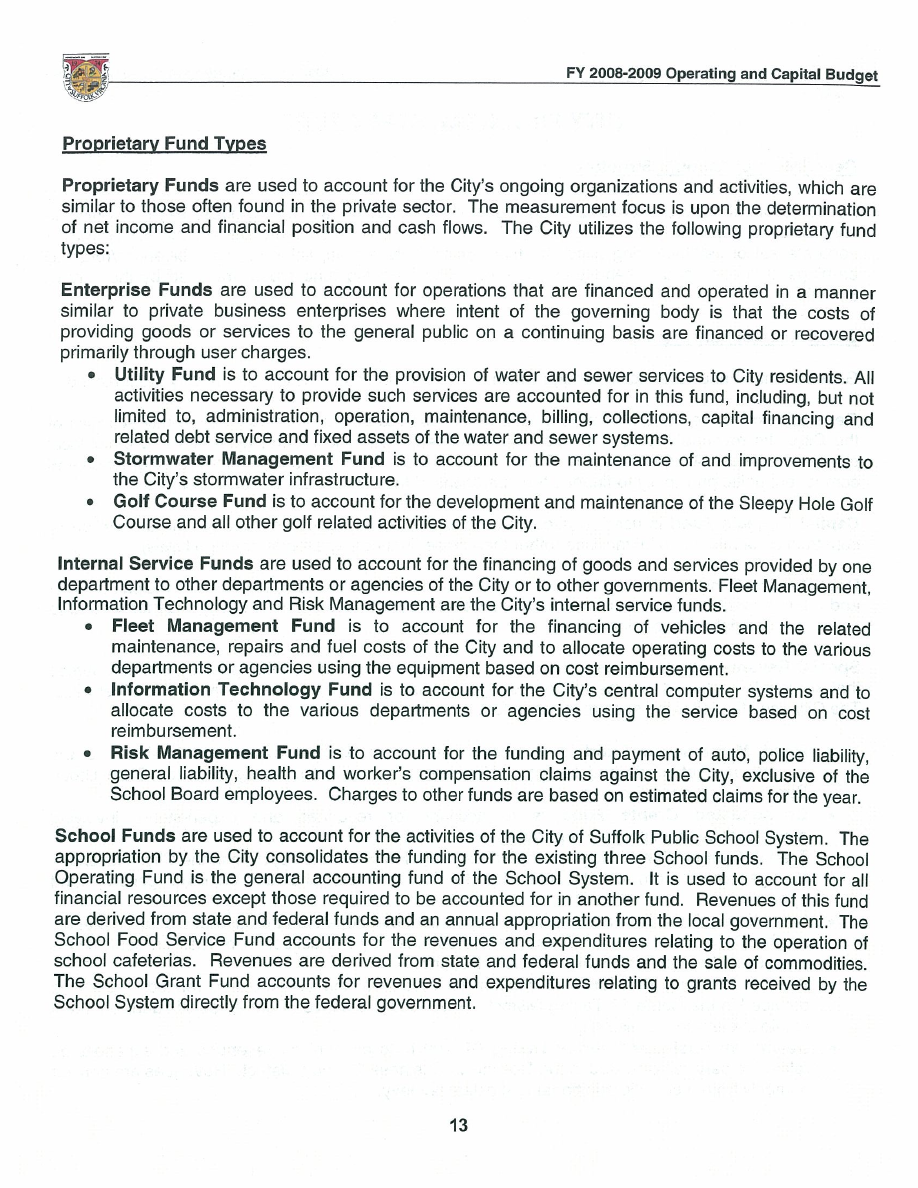 FY 2008-2009 Operating and Capital Budget
Proprietary Fund Types
Proprietary Funds are used to account for the City's ongoing organizations and activities, which are
similar to those often found in the private sector. The measurement focus is upon the determination
of net income and financial position and cash flows. The City utilizes the following proprietary fund
types:
Enterprise Funds are used to account for operations that are financed and operated in a manner
similar to private business enterprises where intent of the governing body is that the costs of
providing goods or services to the general public on a continuing basis are financed or recovered
primarily through user charges.
• Utility Fund is to account for the provision of water and sewer services to City residents. All
activities necessary to provide such services are accounted for in this fund, including, but not
limited to, administration, operation, maintenance, billing, collections, capital financing and
related debt service and fixed assets of the water and sewer systems.
• Stormwater Management Fund is to account for the maintenance of and improvements to
the City's stormwater infrastructure.
• Golf Course Fund is to account for the development and maintenance of the Sleepy Hole Golf
Course and all other golf related activities of the City.
Internal Service Funds are used to account for the financing of goods and services provided by one
department to other departments or agencies of the City or to other governments. Fleet Management,
Information Technology and Risk Management are the City's internal service funds.
• Fleet Management Fund is to account for the financing of vehicles and the related
maintenance, repairs and fuel costs of the City and to allocate operating costs to the various
departments or agencies using the equipment based on cost reimbursement.
• Information Technology Fund is to account for the City's central computer systems and to
allocate costs to the various departments or agencies using the service based on cost
reimbursement.
• Risk Management Fund is to account for the funding and payment of auto, police liability,
general liability, health and worker's compensation claims against the City, exclusive of the
School Board employees. Charges to other funds are based on estimated claims for the year.
School Funds are used to account for the activities of the City of Suffolk Public School System. The
appropriation by the City consolidates the funding for the existing three School funds. The School
Operating Fund is the general accounting fund of the School System. It is used to account for all
financial resources except those required to be accounted for in another fund. Revenues of this fund
are derived from state and federal funds and an annual appropriation from the local government. The
School Food Service Fund accounts for the revenues and expenditures relating to the operation of
school cafeterias. Revenues are derived from state and federal funds and the sale of commodities.
The School Grant Fund accounts for revenues and expenditures relating to grants received by the
School System directly from the federal government.
13